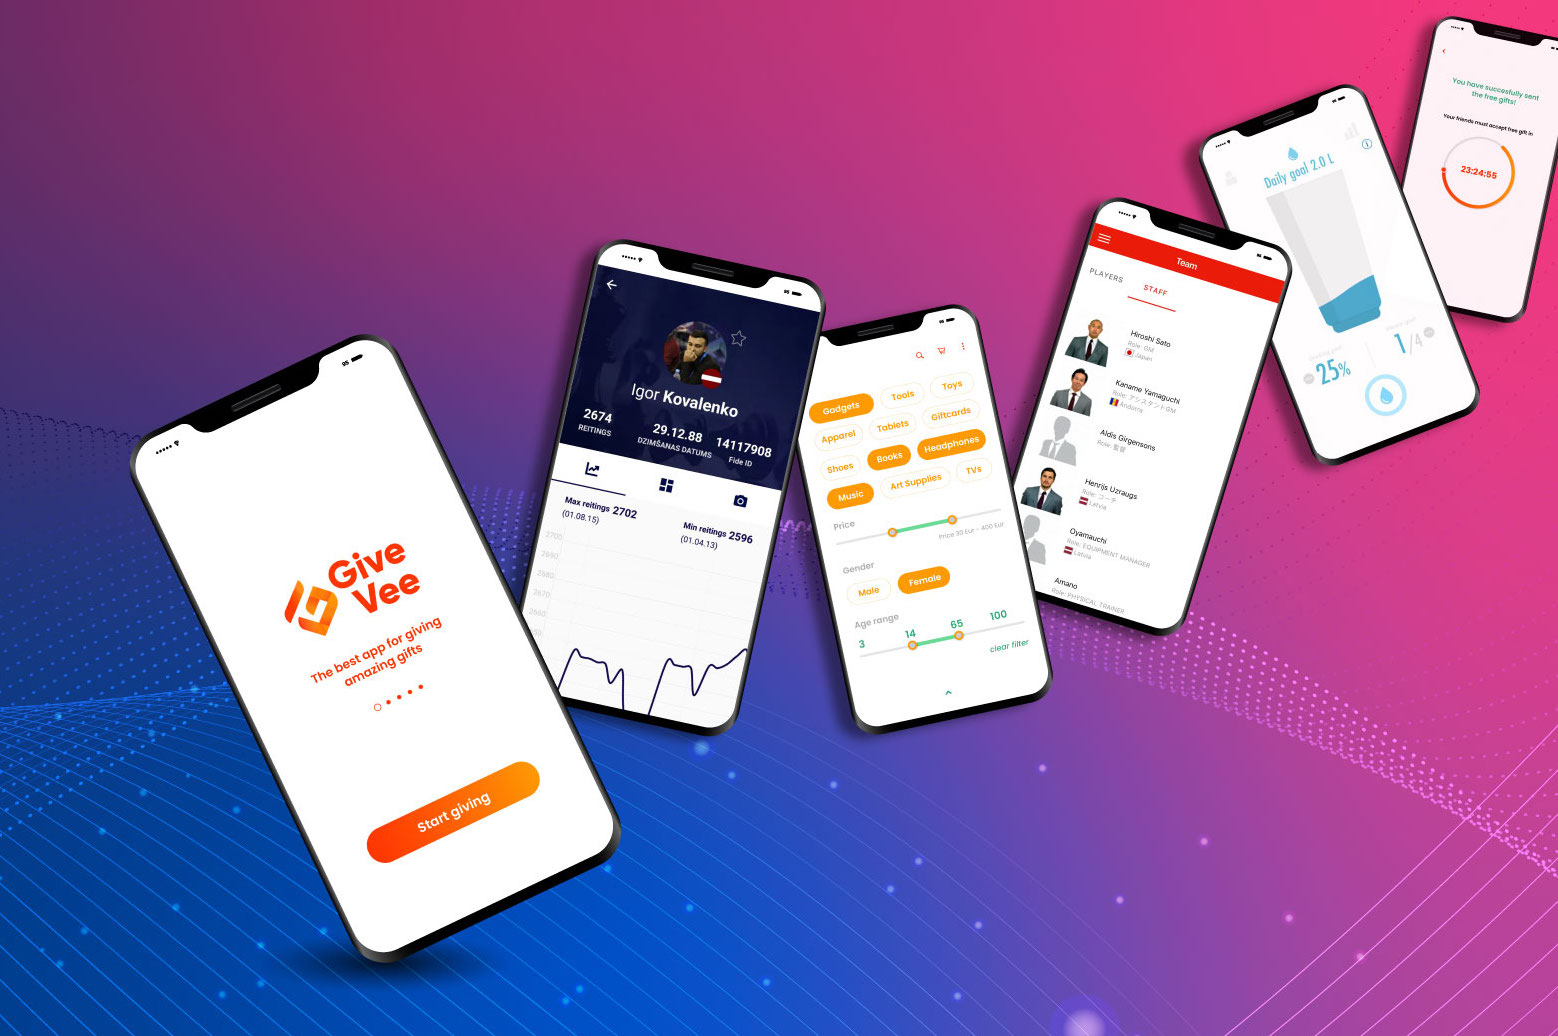 95
Give
Vee
The best app for giving
amazing gifts
Start giving
95
Igor Kovalenko
2674
REITINGS
29.12.88
DZIMŠANAS DATUMS
14117908
Fide ID
Max reitings 2702
(01.08.15)
Min reitings 2596
(01.04.13)
2700
2690
2680
2670
2660
95
Gadgets Tools Toys
Apparel Tablets Giftcards
Shoes Books Headphones
Music Art Supplies TVs
Price
Price 30 Eur - 400 Eur
Gender
Male Female
Age range
3 14 65 100
clear filter
95
Team
PLAYERS STAFF
Hiroshi Sato
Role: GM
Japan
Kaname Yamaguchi
Role: アシスタントGM
Andorra
Aldis Girgensons
Role: 監督
Henrijs Uzraugs
Role: コーチ
Latvia
Oyamauchi
Role: EQUIPMENT MANAGER
Latvia
Amano
Role: PHYSICAL TRAINER
95
Daily goal 2.0 L
25%
1/4
You have succesfully sent
the free gifts!
Your friends must accept free gift in
23:24:55